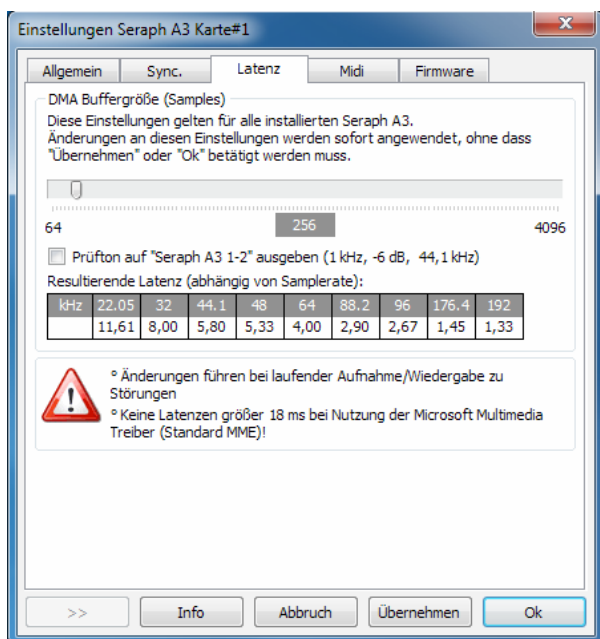 Einstellungen Seraph A3 Karte#1
Allgemein Sync. Latenz Midi Firmware
DMA Buffergröße (Samples)
Diese Einstellungen gelten für alle installierten Seraph A3.
Änderungen an diesen Einstellungen werden sofort angewendet, ohne dass
"Übernehmen" oder "Ok" betätigt werden muss.
64 256 4096
Prüfton auf "Seraph A3 1-2" ausgeben (1 kHz, -6 dB, 44,1 kHz)
Resultierende Latenz (abhängig von Samplerate):
kHz 22.05 32 44.1 48 64 88.2 96 176.4 192
11,61 8,00 5,80 5,33 4,00 2,90 2,67 1,45 1,33
° Änderungen führen bei laufender Aufnahme/Wiedergabe zu
Störungen
° Keine Latenzen größer 18 ms bei Nutzung der Microsoft Multimedia
Treiber (Standard MME)!
>> Info Abbruch Übernehmen Ok